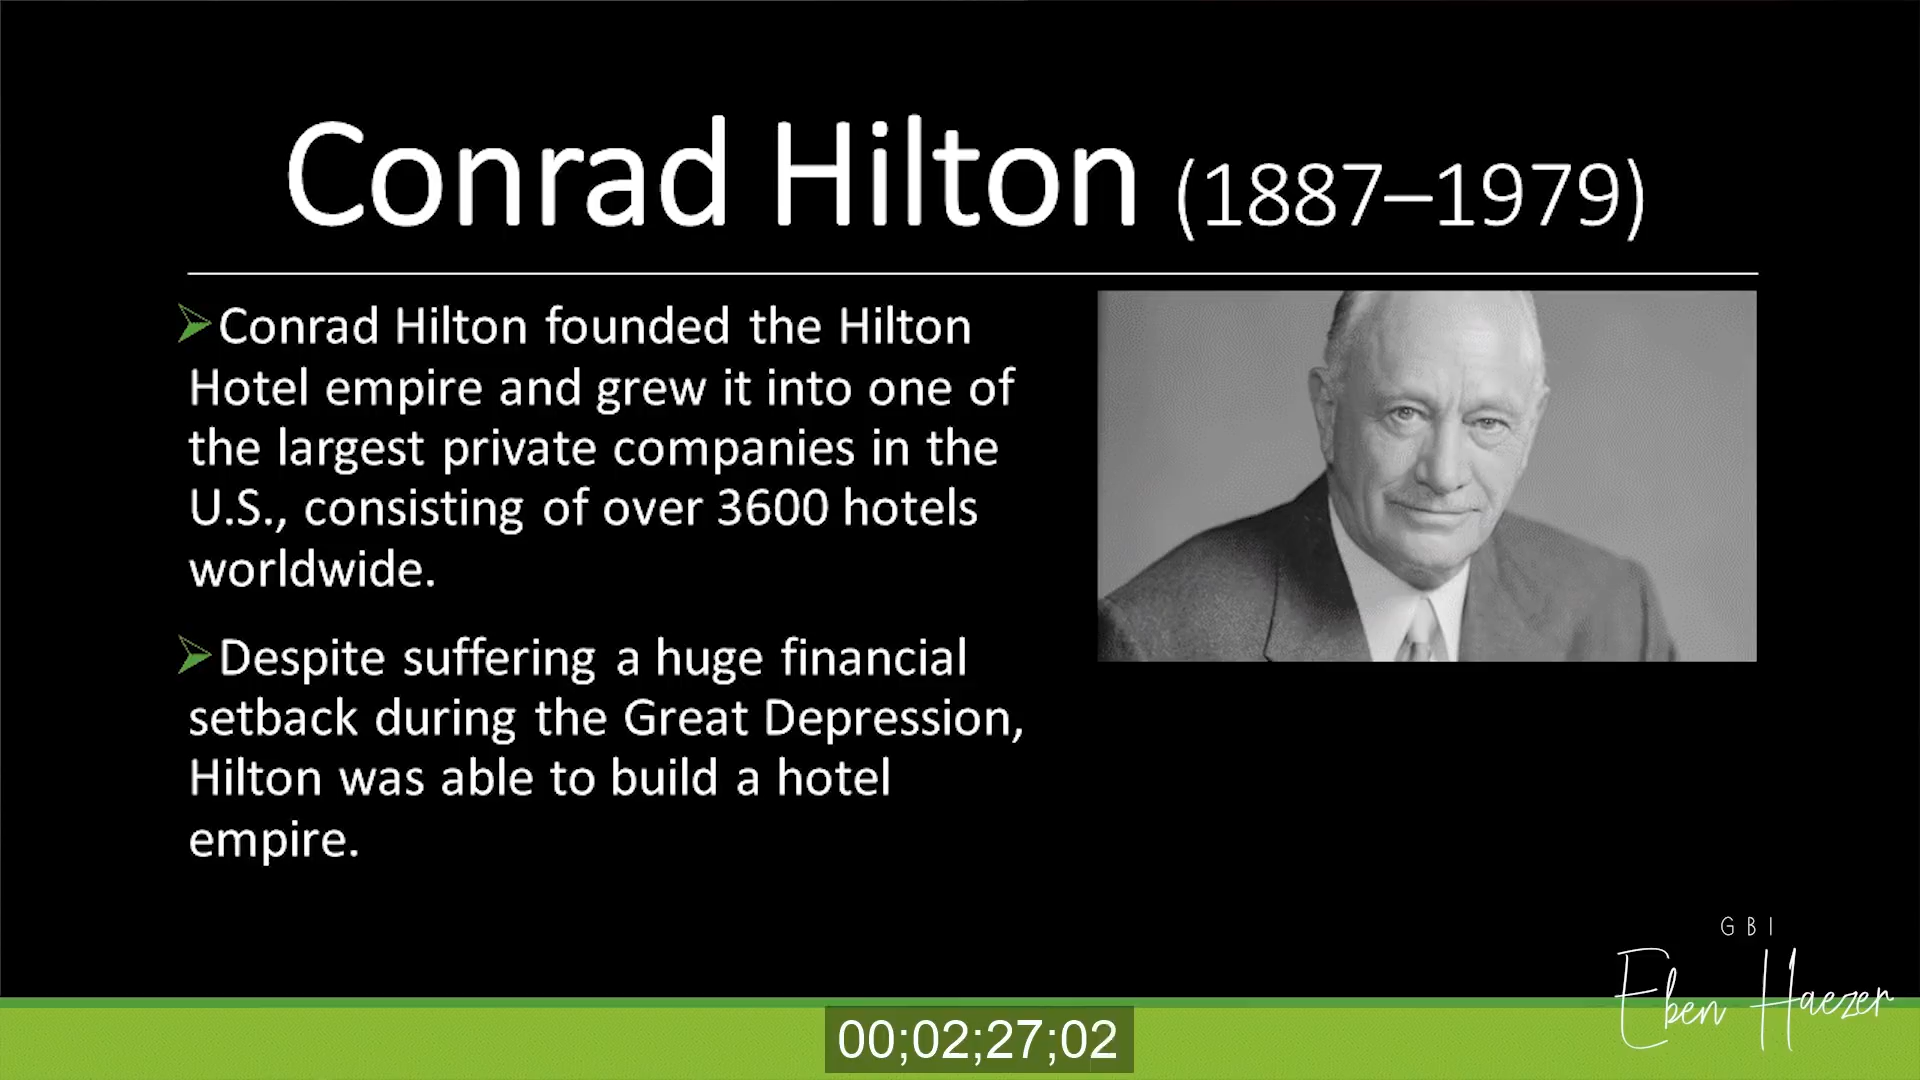 Conrad Hilton (1887–1979)
Conrad Hilton founded the Hilton
Hotel empire and grew it into one of
the largest private companies in the
U.S., consisting of over 3600 hotels
worldwide.
Despite suffering a huge financial
setback during the Great Depression,
Hilton was able to build a hotel
empire.
GBI
Eben Haezer
00;02;27;02